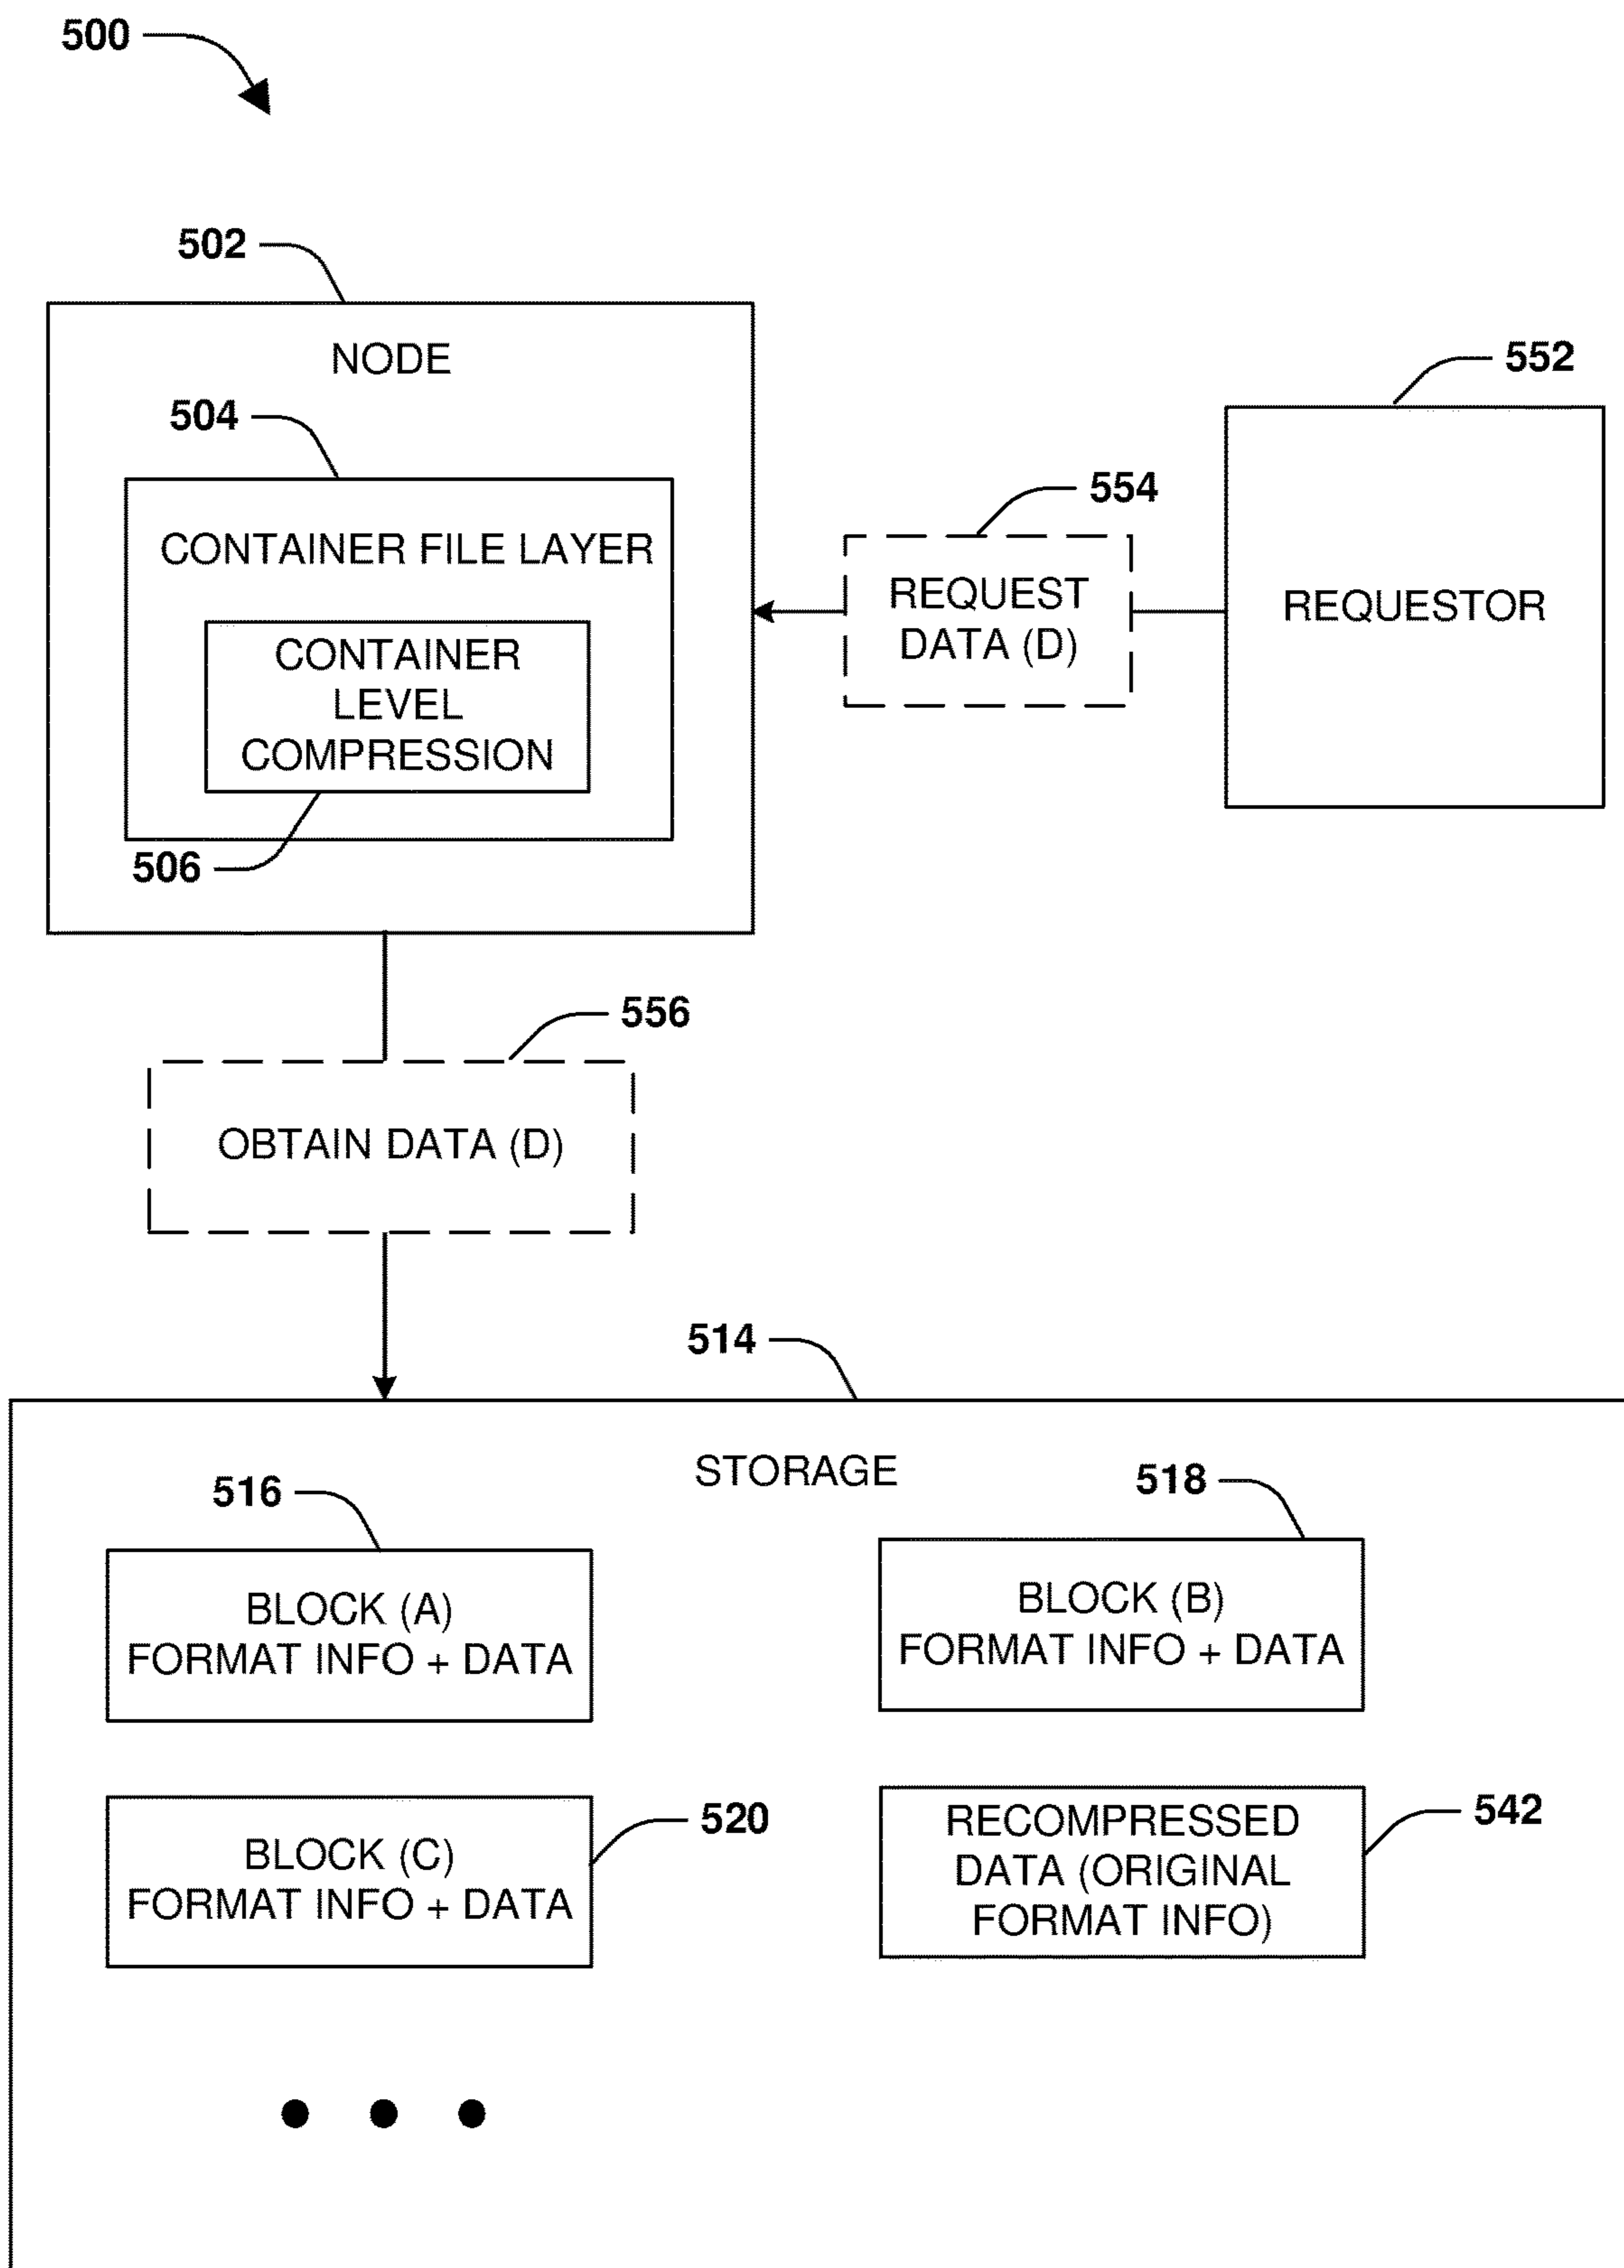 500
502
NODE
504
CONTAINER FILE LAYER
CONTAINER
LEVEL
COMPRESSION
506
552
REQUESTOR
554
REQUEST
DATA (D)
556
OBTAIN DATA (D)
514
STORAGE
516
BLOCK (A)
FORMAT INFO + DATA
518
BLOCK (B)
FORMAT INFO + DATA
520
BLOCK (C)
FORMAT INFO + DATA
542
RECOMPRESSED
DATA (ORIGINAL
FORMAT INFO)